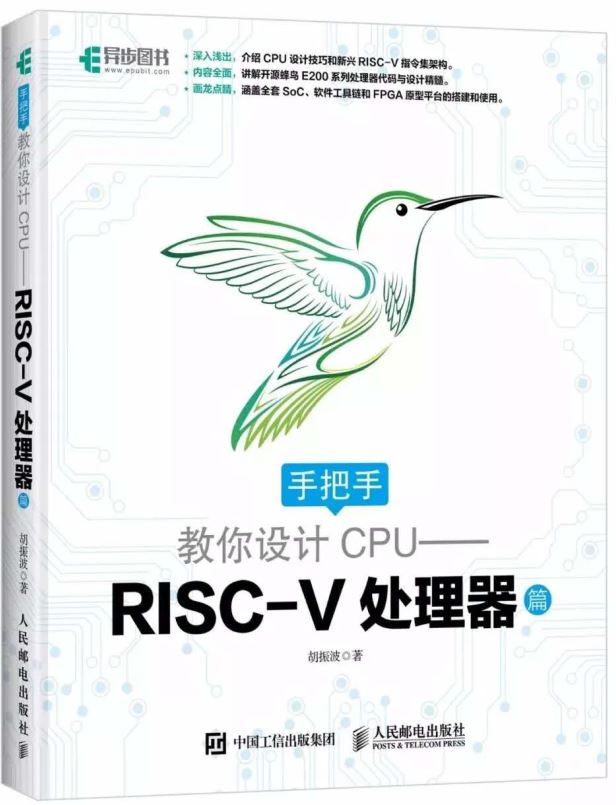 异步图书
www.epubit.com
• 深入浅出，介绍 CPU 设计技巧和新兴 RISC-V 指令集架构。
• 内容全面，讲解开源蜂鸟 E200 系列处理器代码与设计精髓。
• 画龙点睛，涵盖全套 SoC、软件工具链和 FPGA 原型平台的搭建和使用。
手把手
教你设计 CPU——
RISC-V 处理器 篇
胡振波◎著
中国工信出版集团
人民邮电出版社
POSTS & TELECOM PRESS
手把手 教你设计 CPU——RISC-V 处理器 篇
胡振波◎著
人民邮电出版社